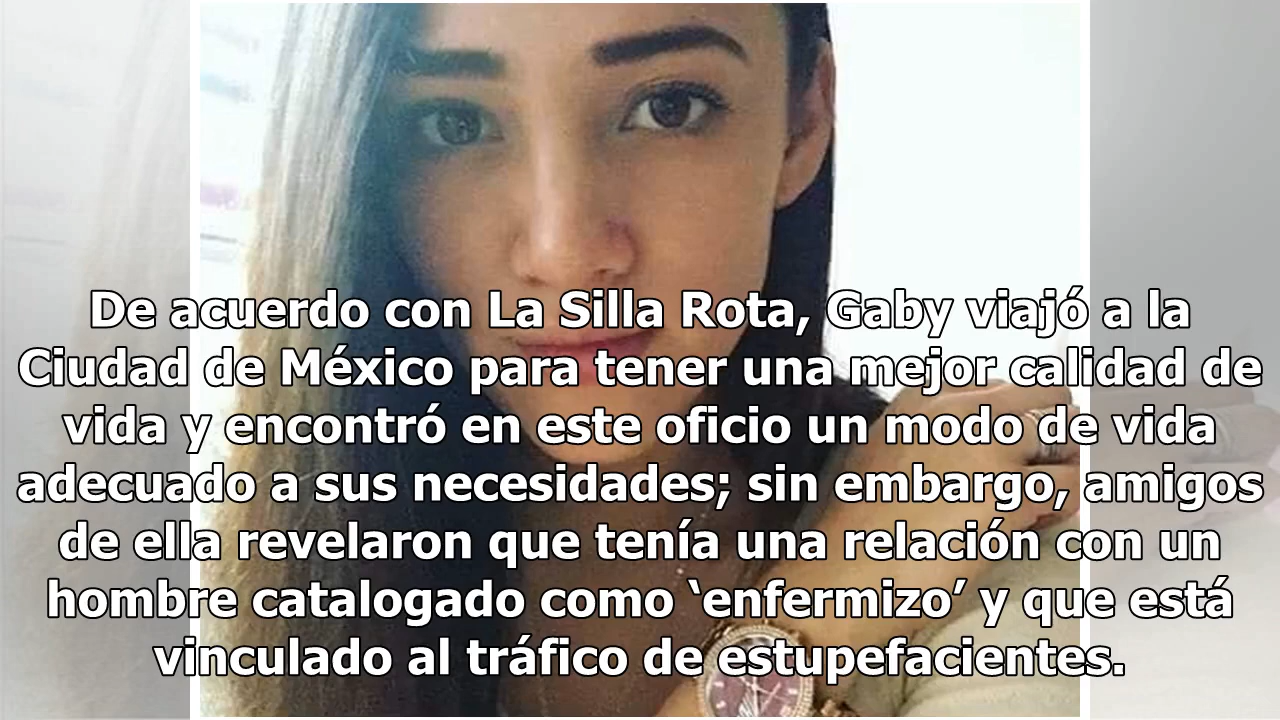 De acuerdo con La Silla Rota, Gaby viajó a la
Ciudad de México para tener una mejor calidad de
vida y encontró en este oficio un modo de vida
adecuado a sus necesidades; sin embargo, amigos
de ella revelaron que tenía una relación con un
hombre catalogado como ‘enfermizo’ y que está
vinculado al tráfico de estupefacientes.